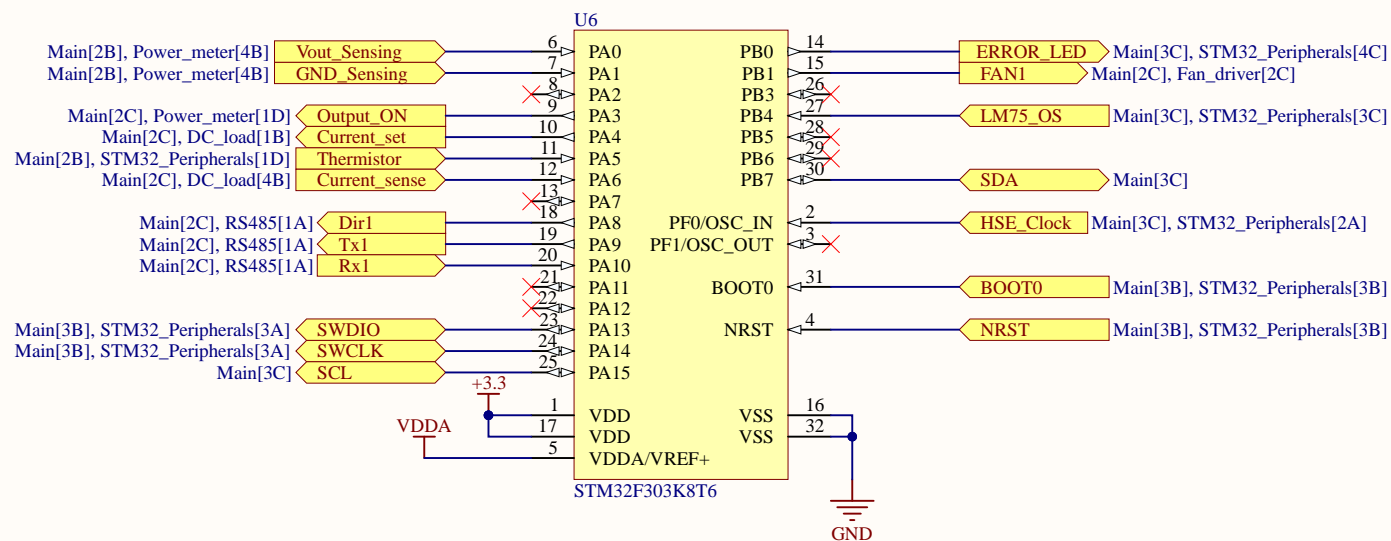 U6
Main[2B], Power_meter[4B] Vout_Sensing 6 PA0 PB0 14 ERROR_LED Main[3C], STM32_Peripherals[4C]
Main[2B], Power_meter[4B] GND_Sensing 7 PA1 PB1 15 FAN1 Main[2C], Fan_driver[2C]
8 PA2 PB3 26
Main[2C], Power_meter[1D] Output_ON 9 PA3 PB4 27 LM75_OS Main[3C], STM32_Peripherals[3C]
Main[2C], DC_load[1B] Current_set 10 PA4 PB5 28
Main[2B], STM32_Peripherals[1D] Thermistor 11 PA5 PB6 29
Main[2C], DC_load[4B] Current_sense 12 PA6 PB7 30 SDA Main[3C]
13 PA7
Main[2C], RS485[1A] Dir1 18 PA8 PF0/OSC_IN 2 HSE_Clock Main[3C], STM32_Peripherals[2A]
Main[2C], RS485[1A] Tx1 19 PA9 PF1/OSC_OUT 3
Main[2C], RS485[1A] Rx1 20 PA10
21 PA11 BOOT0 31 BOOT0 Main[3B], STM32_Peripherals[3B]
22 PA12
Main[3B], STM32_Peripherals[3A] SWDIO 23 PA13 NRST 4 NRST Main[3B], STM32_Peripherals[3B]
Main[3B], STM32_Peripherals[3A] SWCLK 24 PA14
Main[3C] SCL 25 PA15
+3.3
1 VDD VSS 16
VDDA 17 VDD VSS 32
5 VDDA/VREF+
STM32F303K8T6
GND